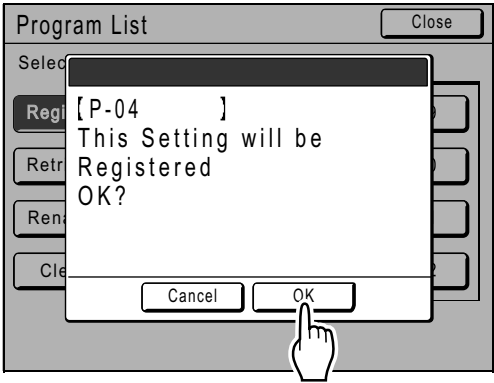 Program List
Close
Selec
Regi
【P-04 】
This Setting will be
Registered
OK?
Retr
Rena
Cle
Cancel
OK